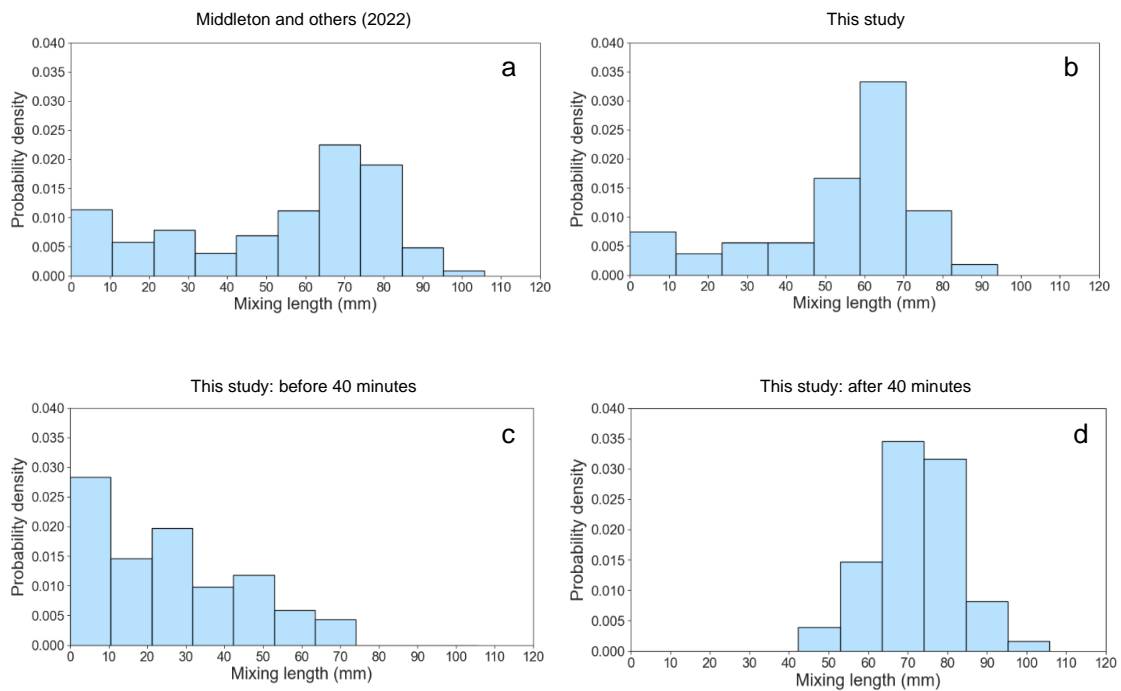 Middleton and others (2022)
a
0.040
0.035
0.030
0.025
0.020
0.015
0.010
0.005
0.000
Probability density
0 10 20 30 40 50 60 70 80 90 100 110 120
Mixing length (mm)
This study
b
0.040
0.035
0.030
0.025
0.020
0.015
0.010
0.005
0.000
Probability density
0 10 20 30 40 50 60 70 80 90 100 110 120
Mixing length (mm)
This study: before 40 minutes
c
0.040
0.035
0.030
0.025
0.020
0.015
0.010
0.005
0.000
Probability density
0 10 20 30 40 50 60 70 80 90 100 110 120
Mixing length (mm)
This study: after 40 minutes
d
0.040
0.035
0.030
0.025
0.020
0.015
0.010
0.005
0.000
Probability density
0 10 20 30 40 50 60 70 80 90 100 110 120
Mixing length (mm)